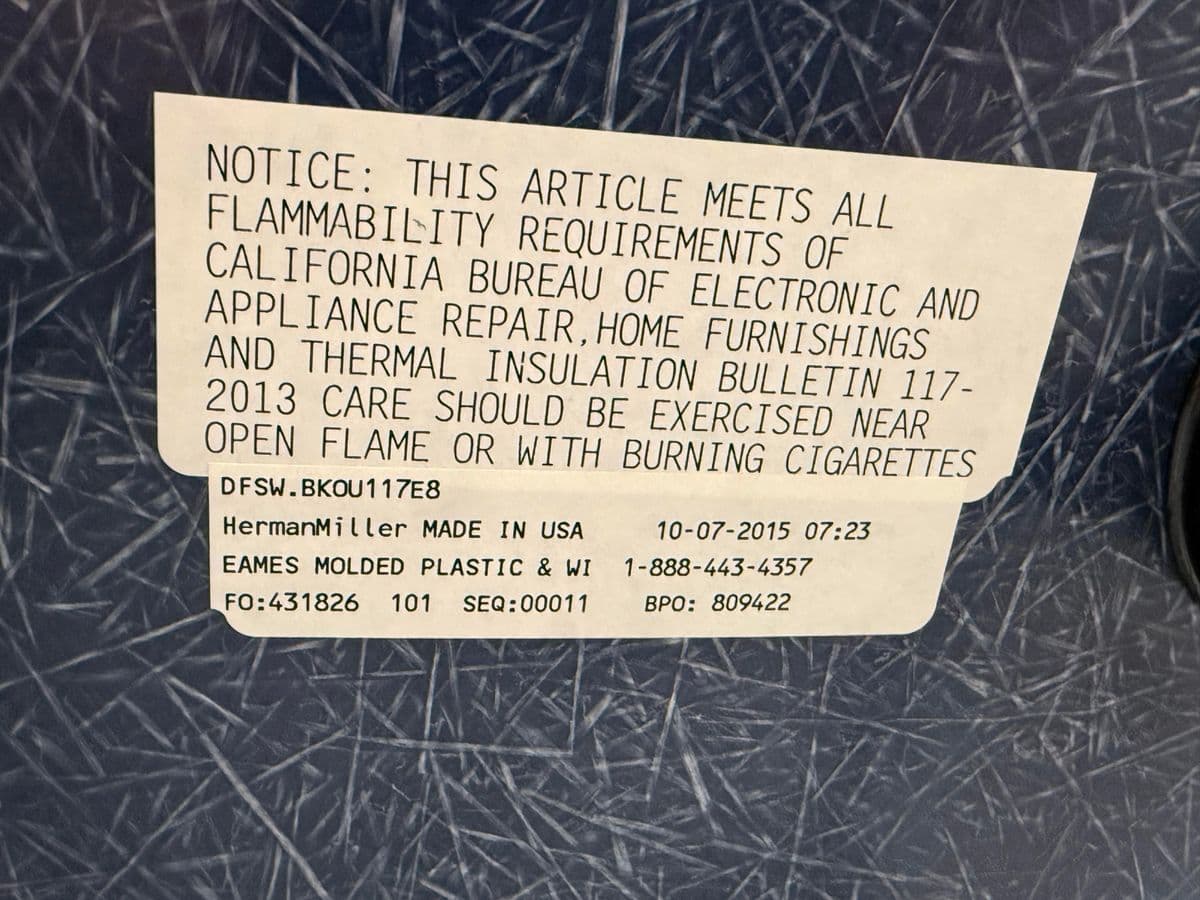 NOTICE: THIS ARTICLE MEETS ALL
FLAMMABILITY REQUIREMENTS OF
CALIFORNIA BUREAU OF ELECTRONIC AND
APPLIANCE REPAIR,HOME FURNISHINGS
AND THERMAL INSULATION BULLETIN 117-
2013 CARE SHOULD BE EXERCISED NEAR
OPEN FLAME OR WITH BURNING CIGARETTES
DFSW.BKOU117E8
HermanMiller MADE IN USA 10-07-2015 07:23
EAMES MOLDED PLASTIC & WI 1-888-443-4357
FO:431826 101 SEQ:00011 BPO: 809422